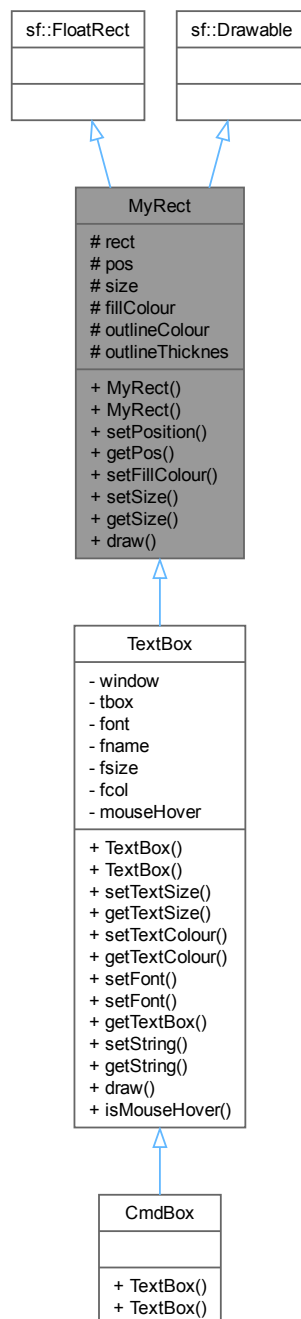 sf::FloatRect
sf::Drawable
MyRect
# rect
# pos
# size
# fillColour
# outlineColour
# outlineThicknes
+ MyRect()
+ MyRect()
+ setPosition()
+ getPos()
+ setFillColour()
+ setSize()
+ getSize()
+ draw()
TextBox
- window
- tbox
- font
- fname
- fsize
- fcol
- mouseHover
+ TextBox()
+ TextBox()
+ setTextSize()
+ getTextSize()
+ setTextColour()
+ getTextColour()
+ setFont()
+ setFont()
+ getTextBox()
+ setString()
+ getString()
+ draw()
+ isMouseHover()
CmdBox
+ TextBox()
+ TextBox()